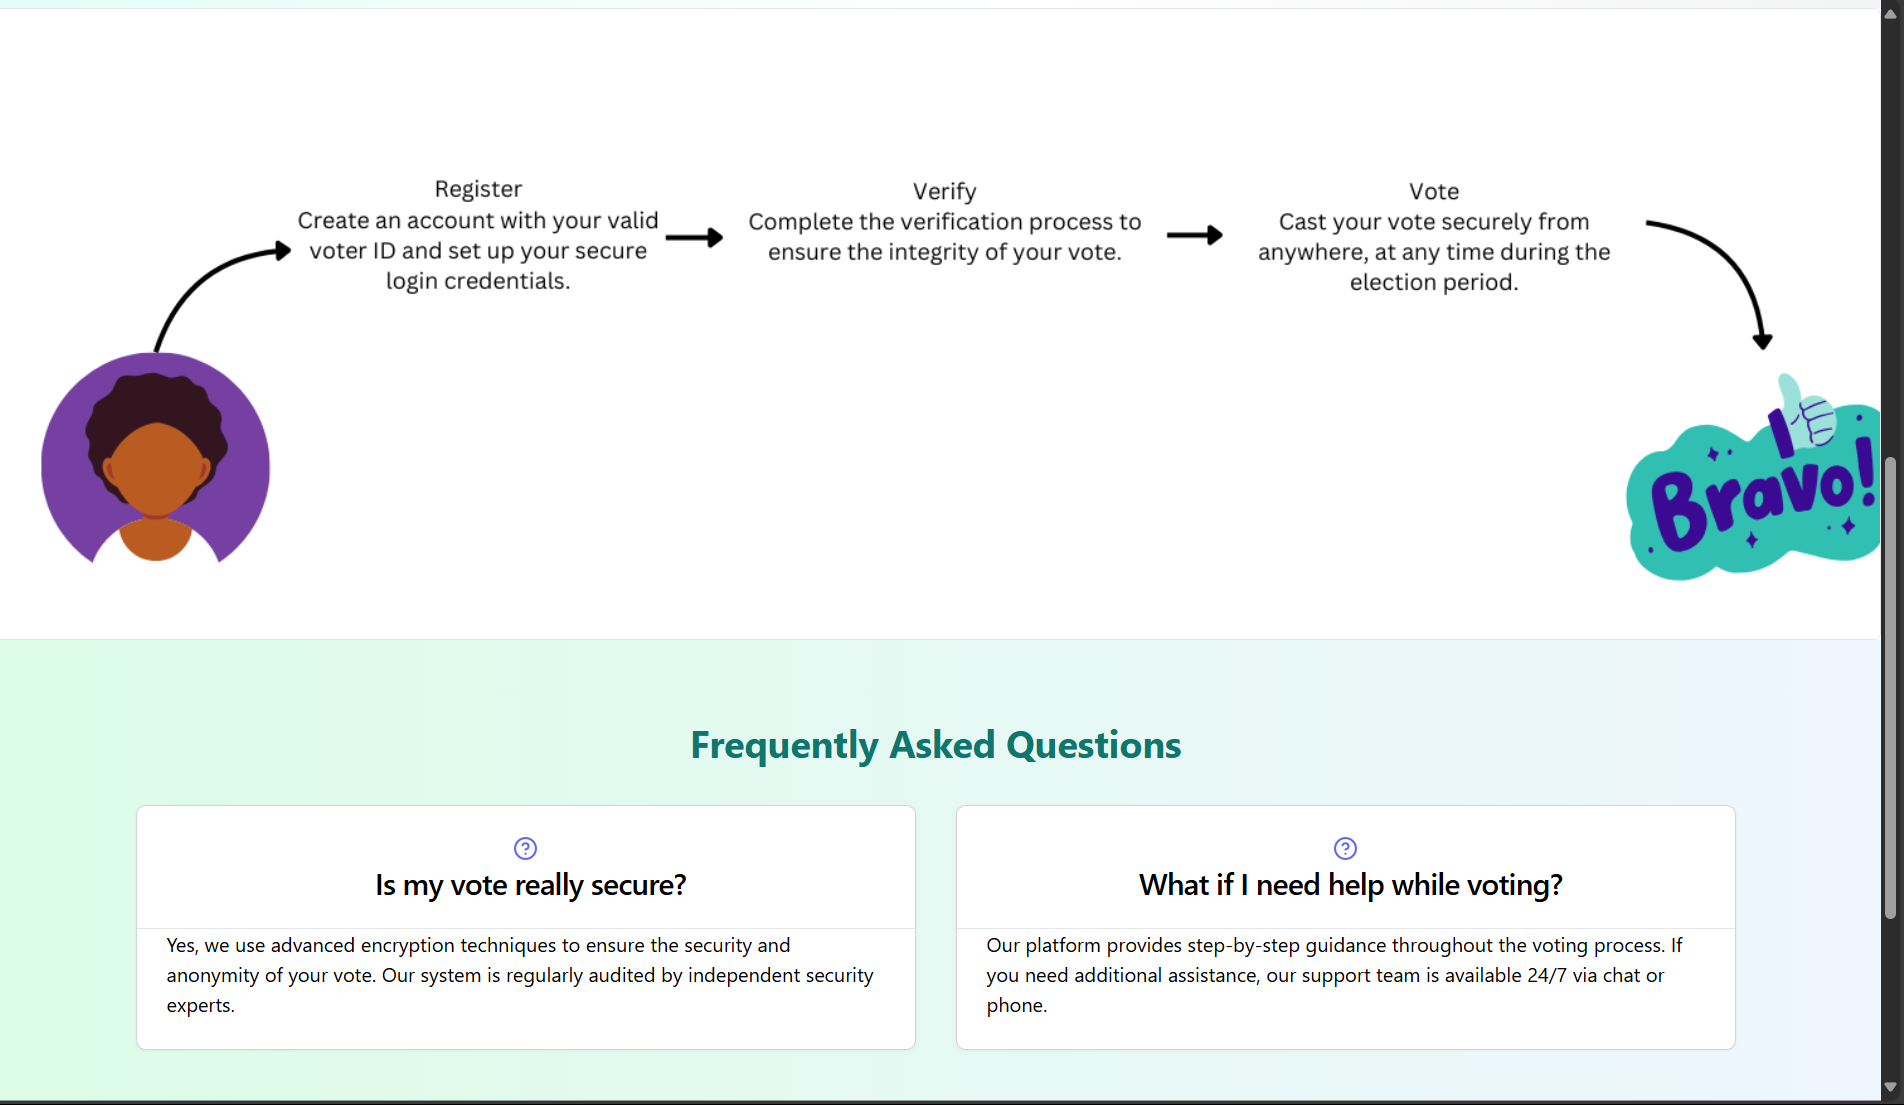 Register
Create an account with your valid
voter ID and set up your secure
login credentials.
Verify
Complete the verification process to
ensure the integrity of your vote.
Vote
Cast your vote securely from
anywhere, at any time during the
election period.
Bravo!
Frequently Asked Questions
Is my vote really secure?
Yes, we use advanced encryption techniques to ensure the security and
anonymity of your vote. Our system is regularly audited by independent security
experts.
What if I need help while voting?
Our platform provides step-by-step guidance throughout the voting process. If
you need additional assistance, our support team is available 24/7 via chat or
phone.